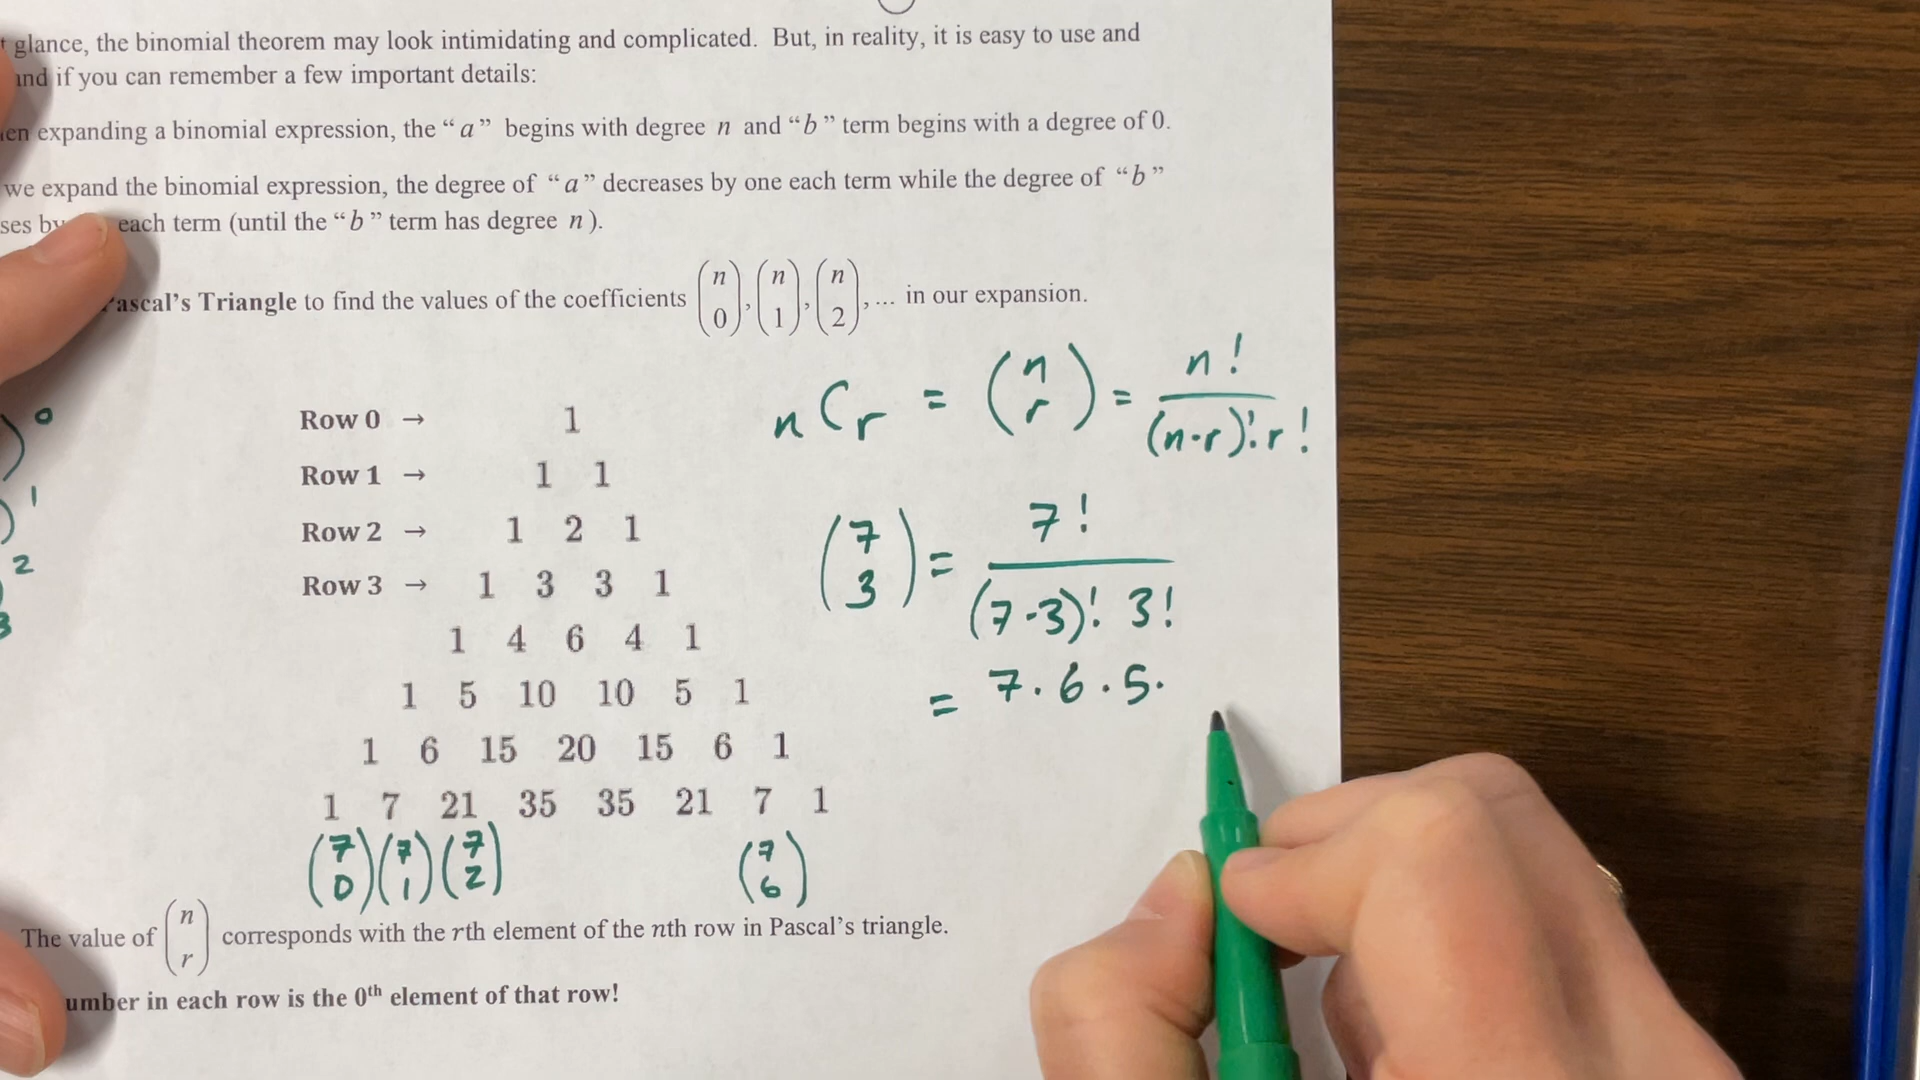 glance, the binomial theorem may look intimidating and complicated. But, in reality, it is easy to use and
if you can remember a few important details:
expanding a binomial expression, the “a” begins with degree n and “b” term begins with a degree of 0.
we expand the binomial expression, the degree of “a” decreases by one each term while the degree of “b”
each term (until the “b” term has degree n).
Pascal’s Triangle to find the values of the coefficients (n 0), (n 1), (n 2), ... in our expansion.
nCr = (n r) = n! / (n-r)! r!
Row 0 → 1
Row 1 → 1 1
Row 2 → 1 2 1
Row 3 → 1 3 3 1
1 4 6 4 1
1 5 10 10 5 1
1 6 15 20 15 6 1
1 7 21 35 35 21 7 1
(7 0) (7 1) (7 2) (7 6)
(7 3) = 7! / (7-3)! 3!
= 7 · 6 · 5 ·
The value of (n r) corresponds with the rth element of the nth row in Pascal’s triangle.
umber in each row is the 0th element of that row!
0
1
2
3